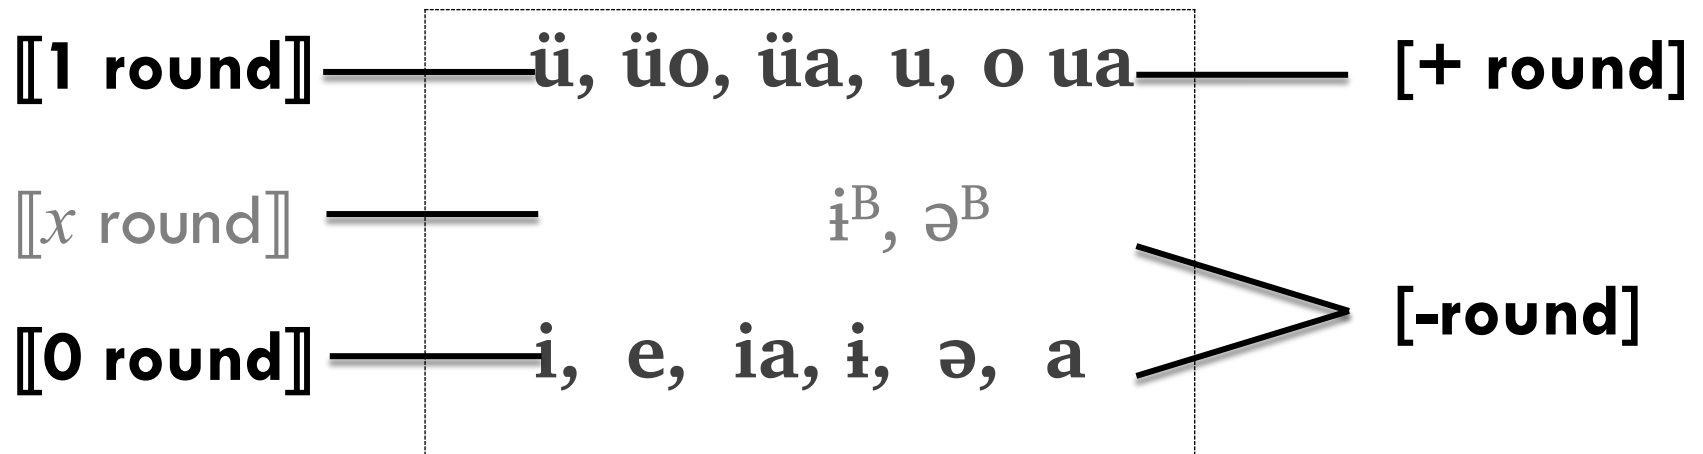 ⟦1 round⟧ ü, üo, üa, u, o ua [+ round]
⟦x round⟧ ɨᴮ, əᴮ
[-round]
⟦0 round⟧ i, e, ia, ɨ, ə, a